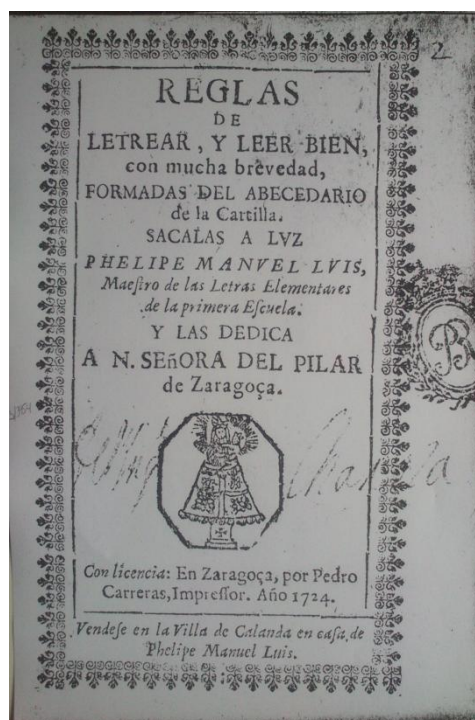 2
REGLAS
DE
LETREAR, Y LEER BIEN,
con mucha brevedad,
FORMADAS DEL ABECEDARIO
de la Cartilla.
SACALAS A LVZ
PHELIPE MANVEL LVIS,
Maeſtro de las Letras Elementares
de la primera Eſcuela.
Y LAS DEDICA
A N. SEñORA DEL PILAR
de Zaragoça.
Con licencia: En Zaragoça, por Pedro
Carreras, Impreſſor. Año 1724.
Vendeſe en la Villa de Calanda en caſa de
Phelipe Manuel Luis.